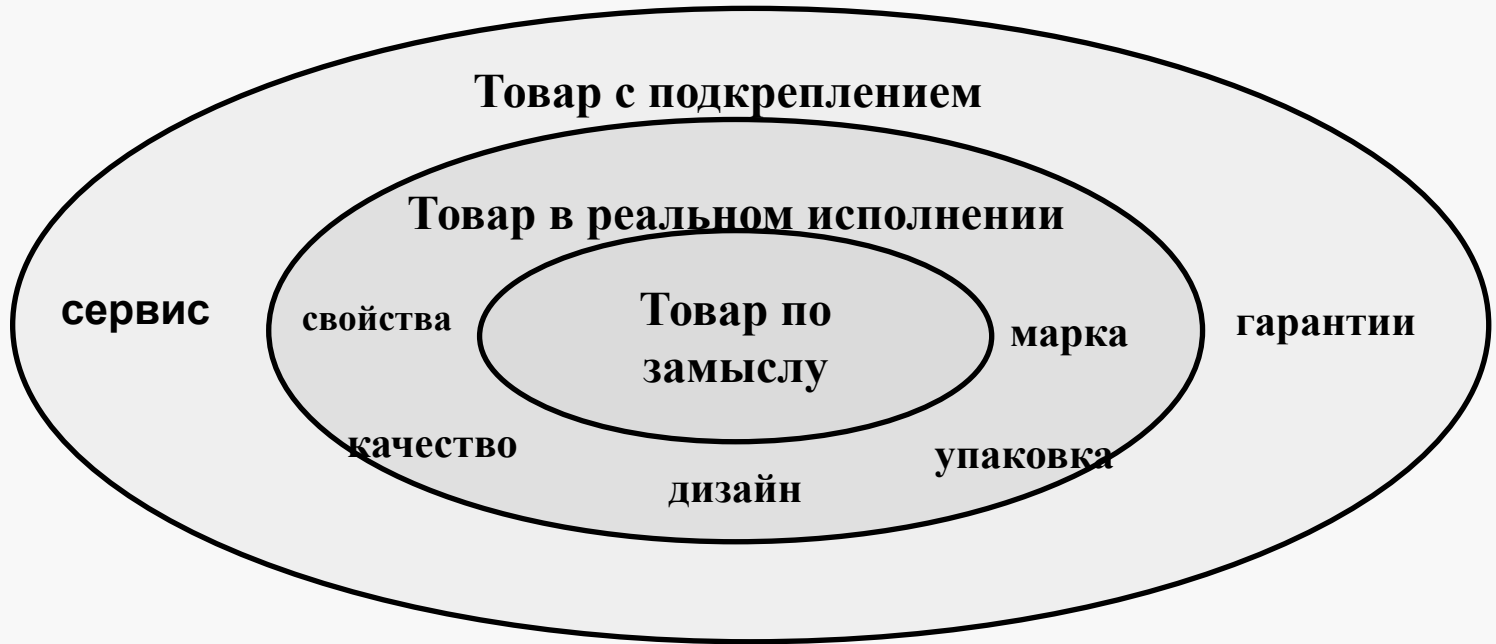 Товар с подкреплением
Товар в реальном исполнении
Товар по
замыслу
сервис
свойства
марка
гарантии
качество
упаковка
дизайн